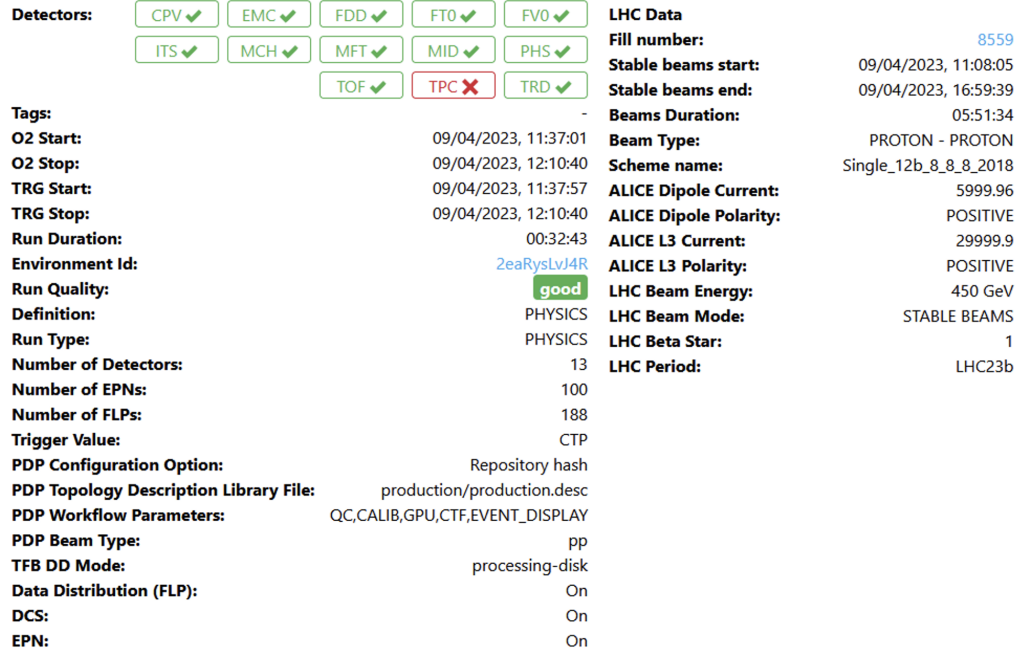 Detectors: CPV EMC FDD FT0 FV0
ITS MCH MFT MID PHS
TOF TPC TRD
Tags: -
O2 Start: 09/04/2023, 11:37:01
O2 Stop: 09/04/2023, 12:10:40
TRG Start: 09/04/2023, 11:37:57
TRG Stop: 09/04/2023, 12:10:40
Run Duration: 00:32:43
Environment Id: 2eaRysLvJ4R
Run Quality: good
Definition: PHYSICS
Run Type: PHYSICS
Number of Detectors: 13
Number of EPNs: 100
Number of FLPs: 188
Trigger Value: CTP
PDP Configuration Option: Repository hash
PDP Topology Description Library File: production/production.desc
PDP Workflow Parameters: QC,CALIB,GPU,CTF,EVENT_DISPLAY
PDP Beam Type: pp
TFB DD Mode: processing-disk
Data Distribution (FLP): On
DCS: On
EPN: On
LHC Data
Fill number: 8559
Stable beams start: 09/04/2023, 11:08:05
Stable beams end: 09/04/2023, 16:59:39
Beams Duration: 05:51:34
Beam Type: PROTON - PROTON
Scheme name: Single_12b_8_8_8_2018
ALICE Dipole Current: 5999.96
ALICE Dipole Polarity: POSITIVE
ALICE L3 Current: 29999.9
ALICE L3 Polarity: POSITIVE
LHC Beam Energy: 450 GeV
LHC Beam Mode: STABLE BEAMS
LHC Beta Star: 1
LHC Period: LHC23b